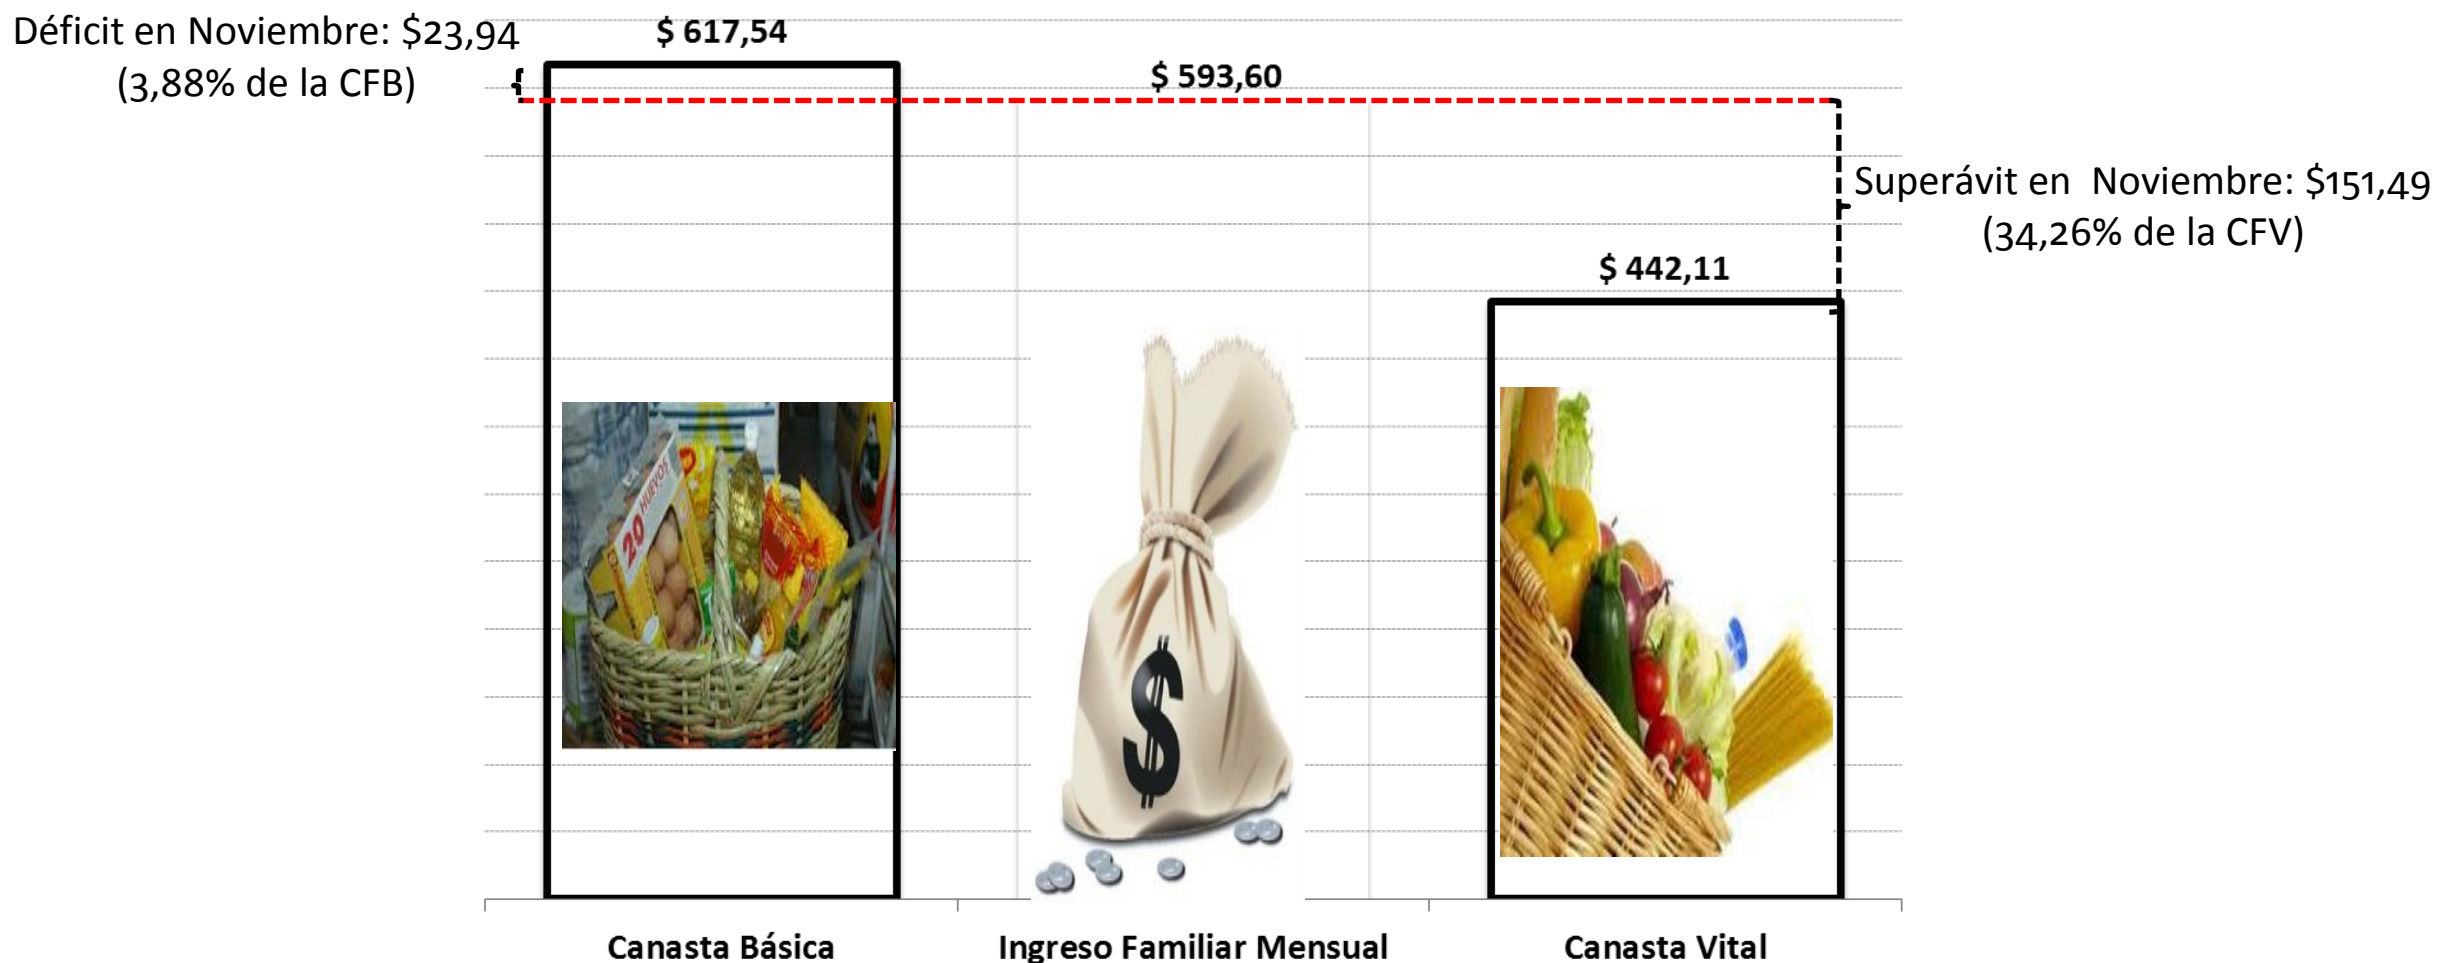 Déficit en Noviembre: $23,94
(3,88% de la CFB)
$ 617,54
$ 593,60
Superávit en Noviembre: $151,49
(34,26% de la CFV)
$ 442,11
20 HUEVOS
$
Canasta Básica
Ingreso Familiar Mensual
Canasta Vital